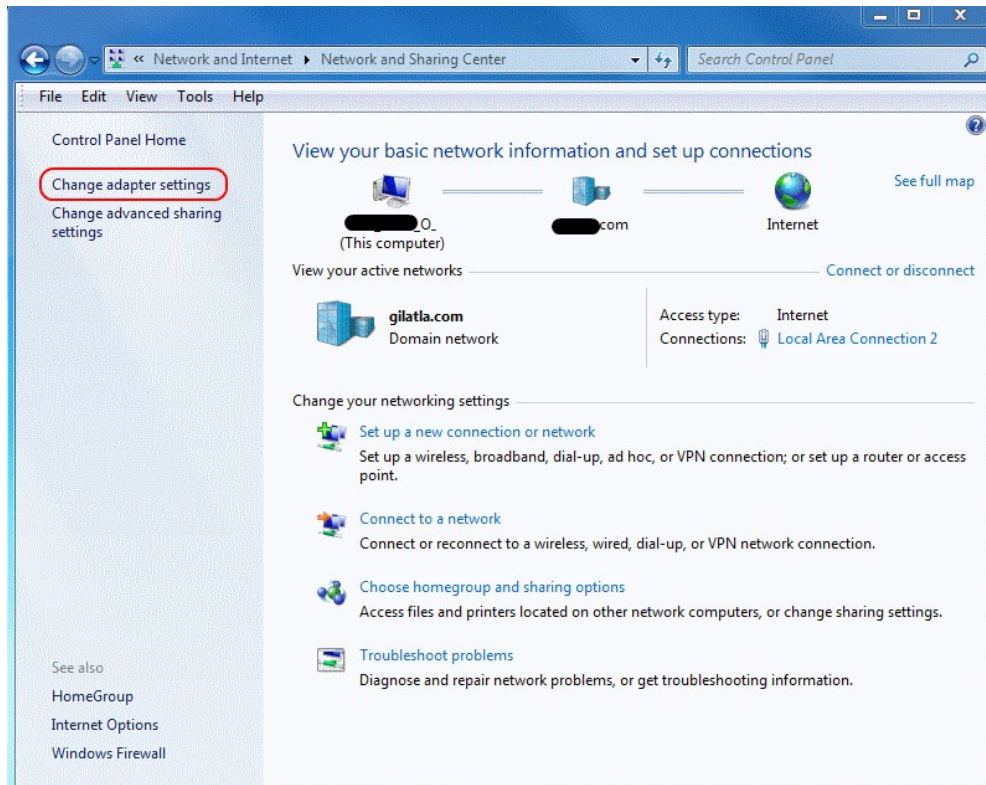 « Network and Internet ▸ Network and Sharing Center
Search Control Panel
File Edit View Tools Help
Control Panel Home
Change adapter settings
Change advanced sharing
settings
View your basic network information and set up connections
See full map
_O_
(This computer)
com
Internet
View your active networks
Connect or disconnect
gilatla.com
Domain network
Access type: Internet
Connections: Local Area Connection 2
Change your networking settings
Set up a new connection or network
Set up a wireless, broadband, dial-up, ad hoc, or VPN connection; or set up a router or access
point.
Connect to a network
Connect or reconnect to a wireless, wired, dial-up, or VPN network connection.
Choose homegroup and sharing options
Access files and printers located on other network computers, or change sharing settings.
Troubleshoot problems
Diagnose and repair network problems, or get troubleshooting information.
See also
HomeGroup
Internet Options
Windows Firewall